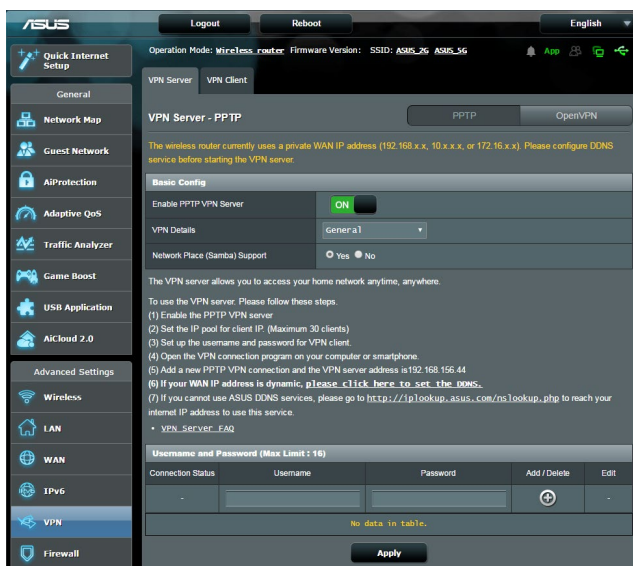 ASUS
Logout
Reboot
English
Quick Internet
Setup
Operation Mode: Wireless router Firmware Version: SSID: ASUS_2G ASUS_5G
App
General
Network Map
Guest Network
AiProtection
Adaptive QoS
Traffic Analyzer
Game Boost
USB Application
AiCloud 2.0
Advanced Settings
Wireless
LAN
WAN
IPv6
VPN
Firewall
VPN Server
VPN Client
VPN Server - PPTP
PPTP
OpenVPN
The wireless router currently uses a private WAN IP address (192.168.x.x, 10.x.x.x, or 172.16.x.x). Please configure DDNS
service before starting the VPN server.
Basic Config
Enable PPTP VPN Server
ON
VPN Details
General
Network Place (Samba) Support
Yes
No
The VPN server allows you to access your home network anytime, anywhere.
To use the VPN server. Please follow these steps.
(1) Enable the PPTP VPN server
(2) Set the IP pool for client IP. (Maximum 30 clients)
(3) Set up the username and password for VPN client.
(4) Open the VPN connection program on your computer or smartphone.
(5) Add a new PPTP VPN connection and the VPN server address is192.168.156.44
(6) If your WAN IP address is dynamic, please click here to set the DDNS.
(7) If you cannot use ASUS DDNS services, please go to http://iplookup.asus.com/nslookup.php to reach your
internet IP address to use this service.
• VPN Server FAQ
Username and Password (Max Limit : 16)
Connection Status
Username
Password
Add / Delete
Edit
-
-
No data in table.
Apply